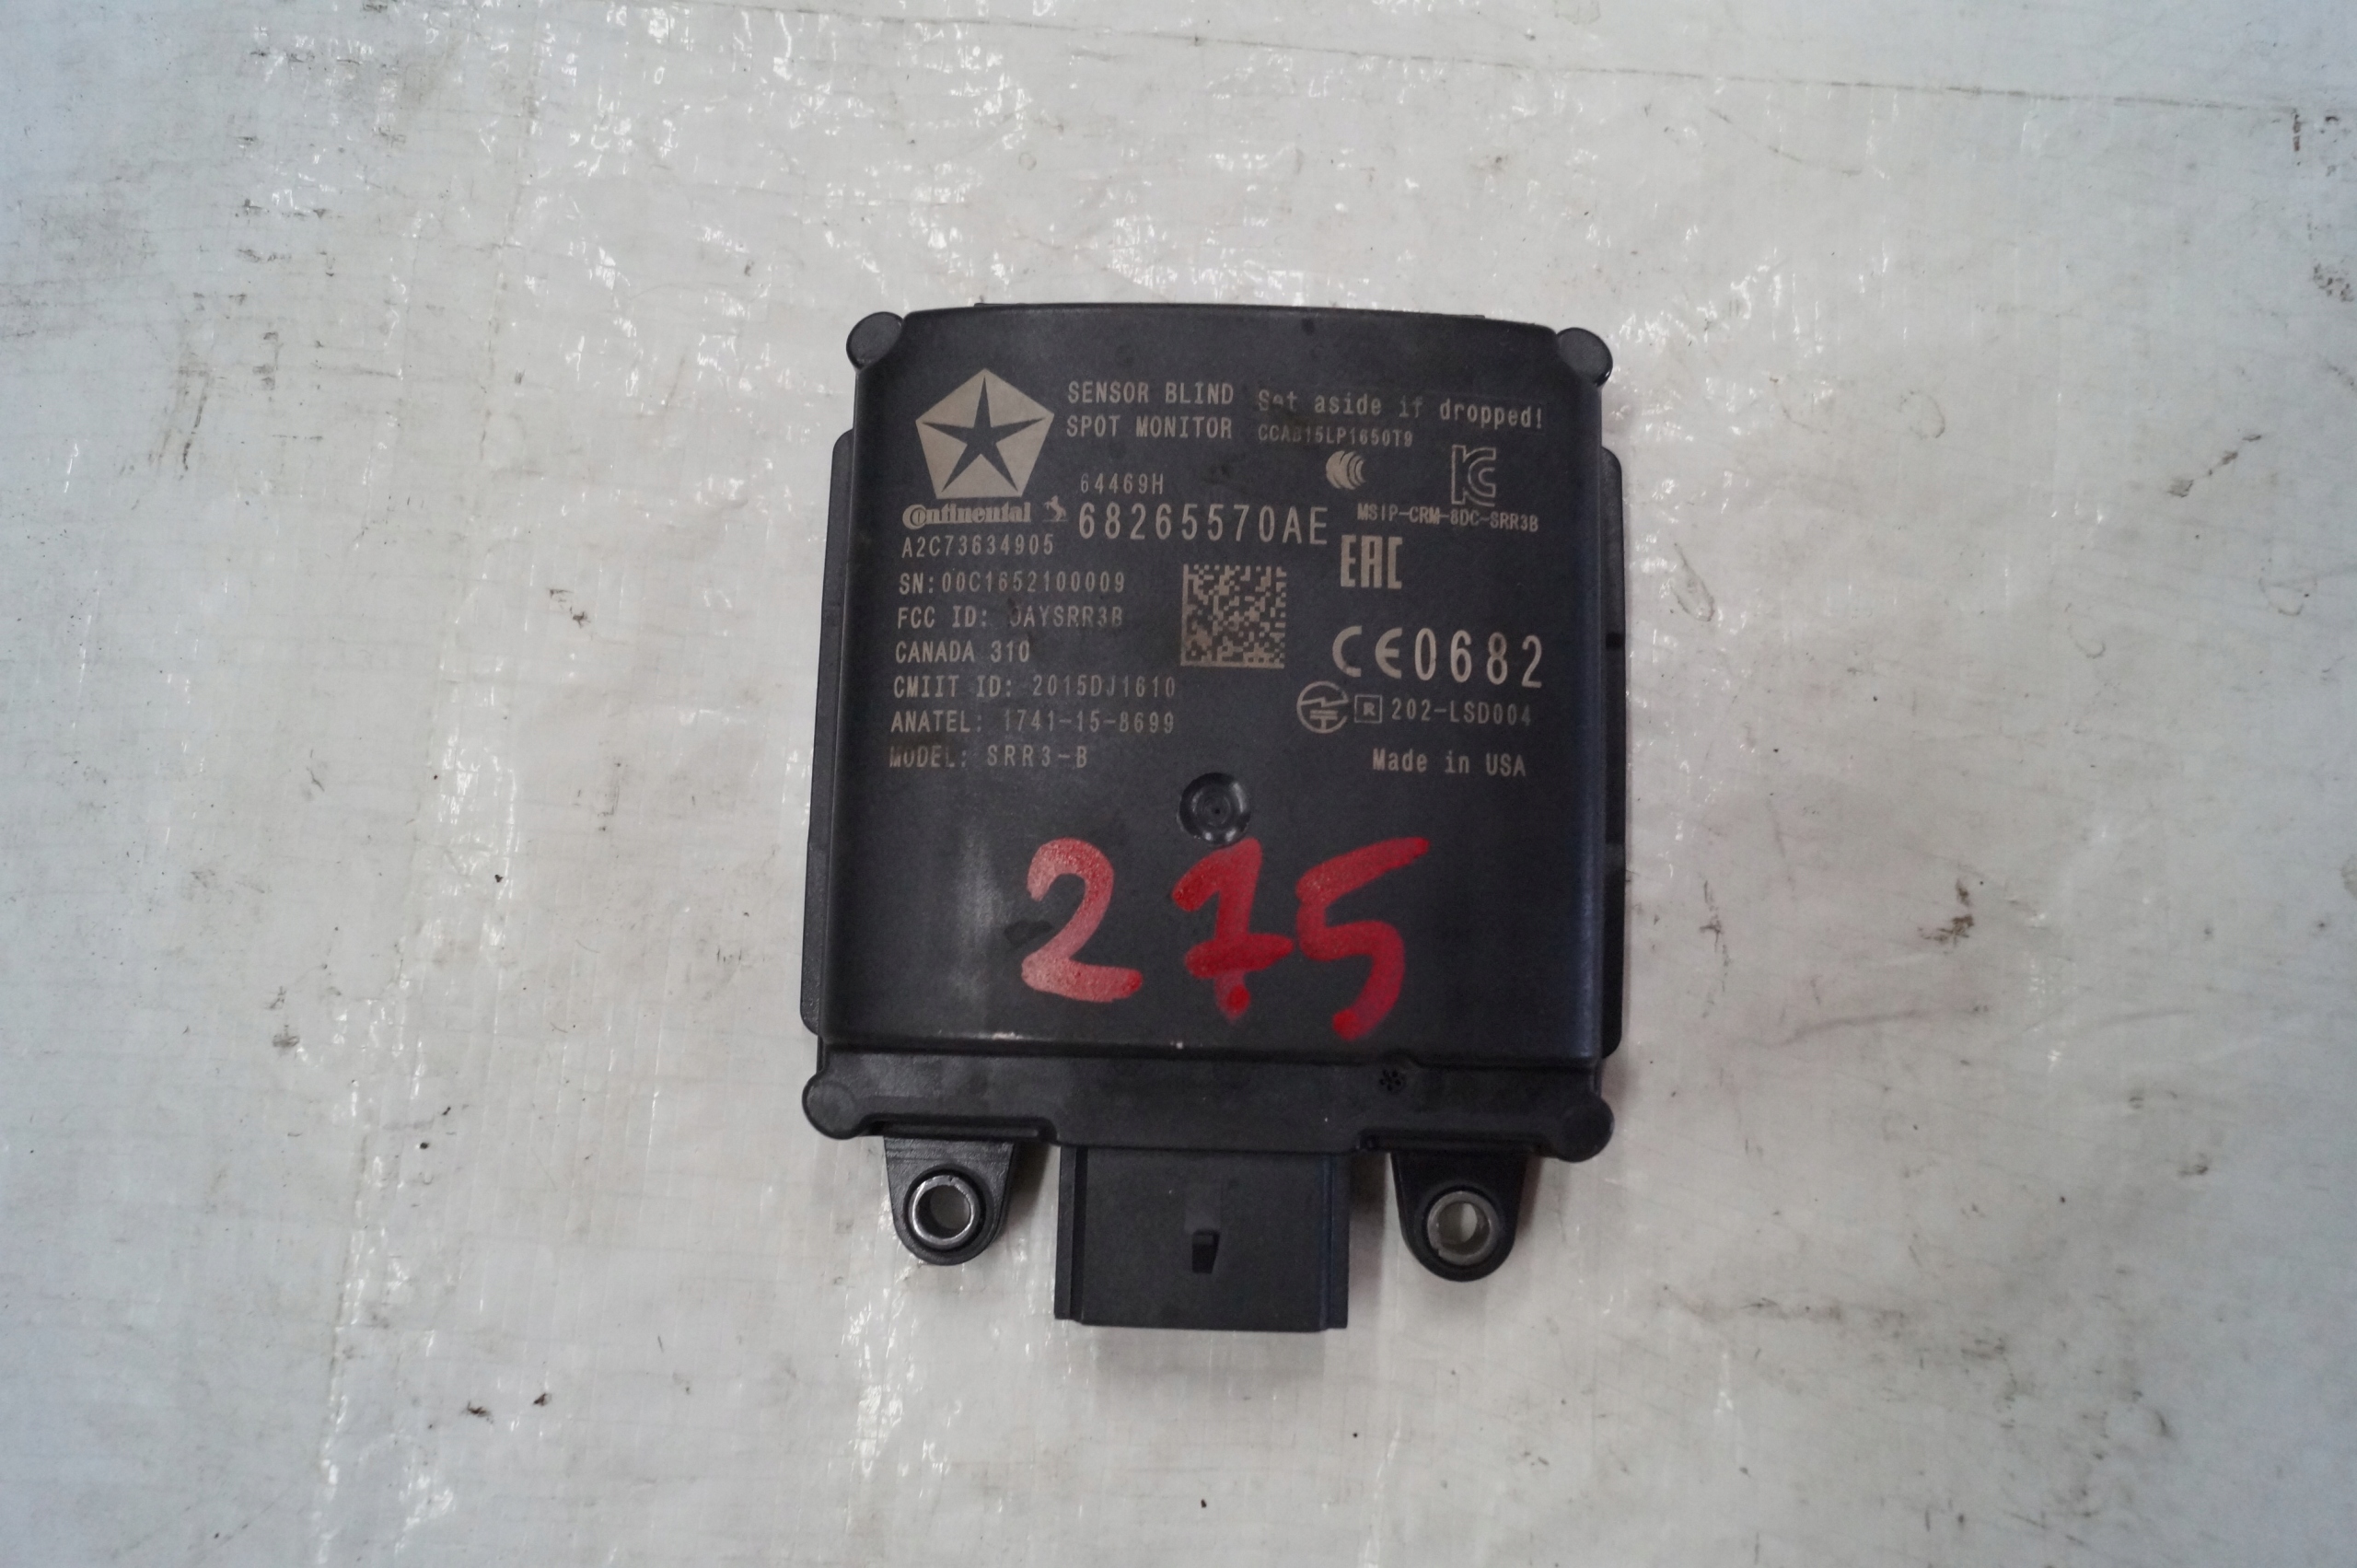 SENSOR BLIND
SPOT MONITOR
Set aside if dropped!
CCAB15LP1650T9
64469H
Continental
68265570AE
MSIP-CRM-8DC-SRR3B
A2C73634905
EAC
SN:00C1652100009
FCC ID: OAYSRR3B
CANADA 310
CE0682
CMIIT ID: 2015DJ1610
R 202-LSD004
ANATEL: 1741-15-8699
MODEL: SRR3-B
Made in USA
275